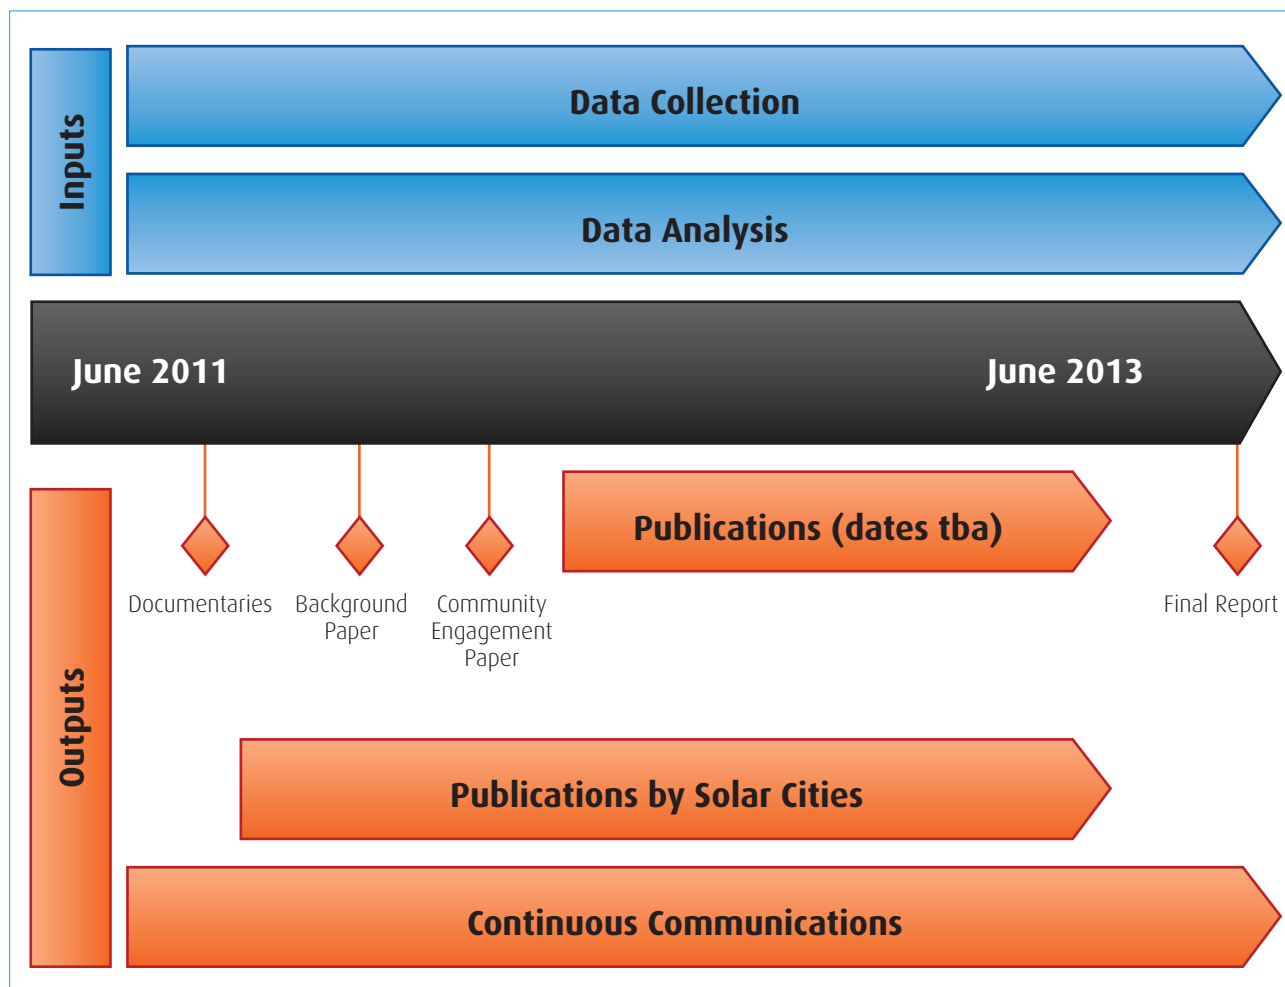 Inputs
Data Collection
Data Analysis
June 2011
June 2013
Outputs
Documentaries
Background
Paper
Community
Engagement
Paper
Publications (dates tba)
Final Report
Publications by Solar Cities
Continuous Communications